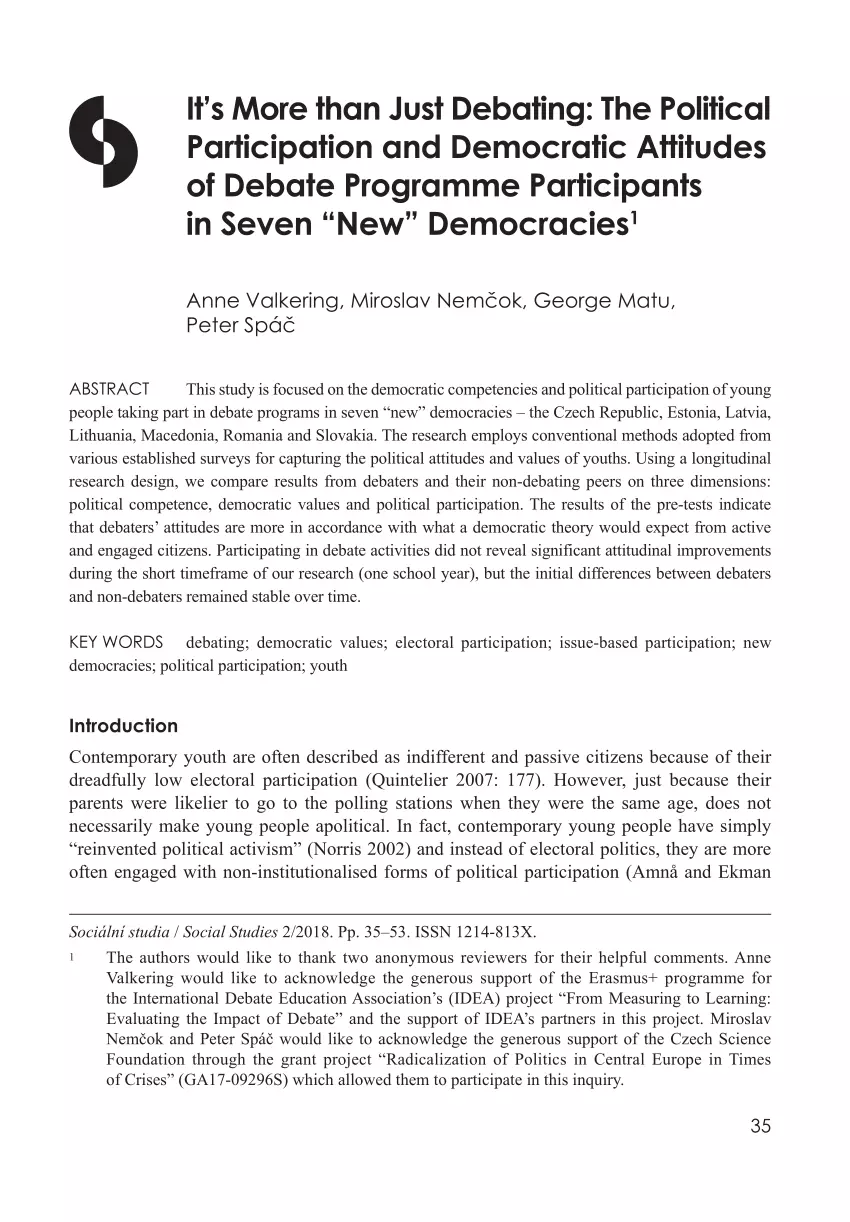 It’s More than Just Debating: The Political
Participation and Democratic Attitudes
of Debate Programme Participants
in Seven “New” Democracies1
Anne Valkering, Miroslav Nemčok, George Matu,
Peter Spáč
ABSTRACT This study is focused on the democratic competencies and political participation of young
people taking part in debate programs in seven “new” democracies – the Czech Republic, Estonia, Latvia,
Lithuania, Macedonia, Romania and Slovakia. The research employs conventional methods adopted from
various established surveys for capturing the political attitudes and values of youths. Using a longitudinal
research design, we compare results from debaters and their non-debating peers on three dimensions:
political competence, democratic values and political participation. The results of the pre-tests indicate
that debaters’ attitudes are more in accordance with what a democratic theory would expect from active
and engaged citizens. Participating in debate activities did not reveal significant attitudinal improvements
during the short timeframe of our research (one school year), but the initial differences between debaters
and non-debaters remained stable over time.
KEY WORDS debating; democratic values; electoral participation; issue-based participation; new
democracies; political participation; youth
Introduction
Contemporary youth are often described as indifferent and passive citizens because of their
dreadfully low electoral participation (Quintelier 2007: 177). However, just because their
parents were likelier to go to the polling stations when they were the same age, does not
necessarily make young people apolitical. In fact, contemporary young people have simply
“reinvented political activism” (Norris 2002) and instead of electoral politics, they are more
often engaged with non-institutionalised forms of political participation (Amnå and Ekman
Sociální studia / Social Studies 2/2018. Pp. 35–53. ISSN 1214-813X.
1 The authors would like to thank two anonymous reviewers for their helpful comments. Anne
Valkering would like to acknowledge the generous support of the Erasmus+ programme for
the International Debate Education Association’s (IDEA) project “From Measuring to Learning:
Evaluating the Impact of Debate” and the support of IDEA’s partners in this project. Miroslav
Nemčok and Peter Spáč would like to acknowledge the generous support of the Czech Science
Foundation through the grant project “Radicalization of Politics in Central Europe in Times
of Crises” (GA17-09296S) which allowed them to participate in this inquiry.
35